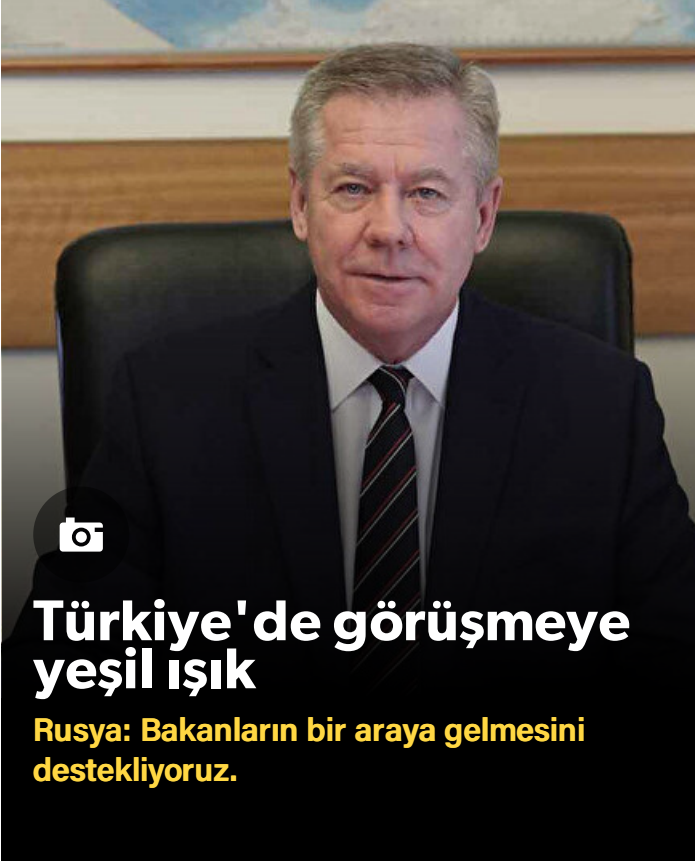 Türkiye'de görüşmeye
yeşil ışık
Rusya: Bakanların bir araya gelmesini
destekliyoruz.